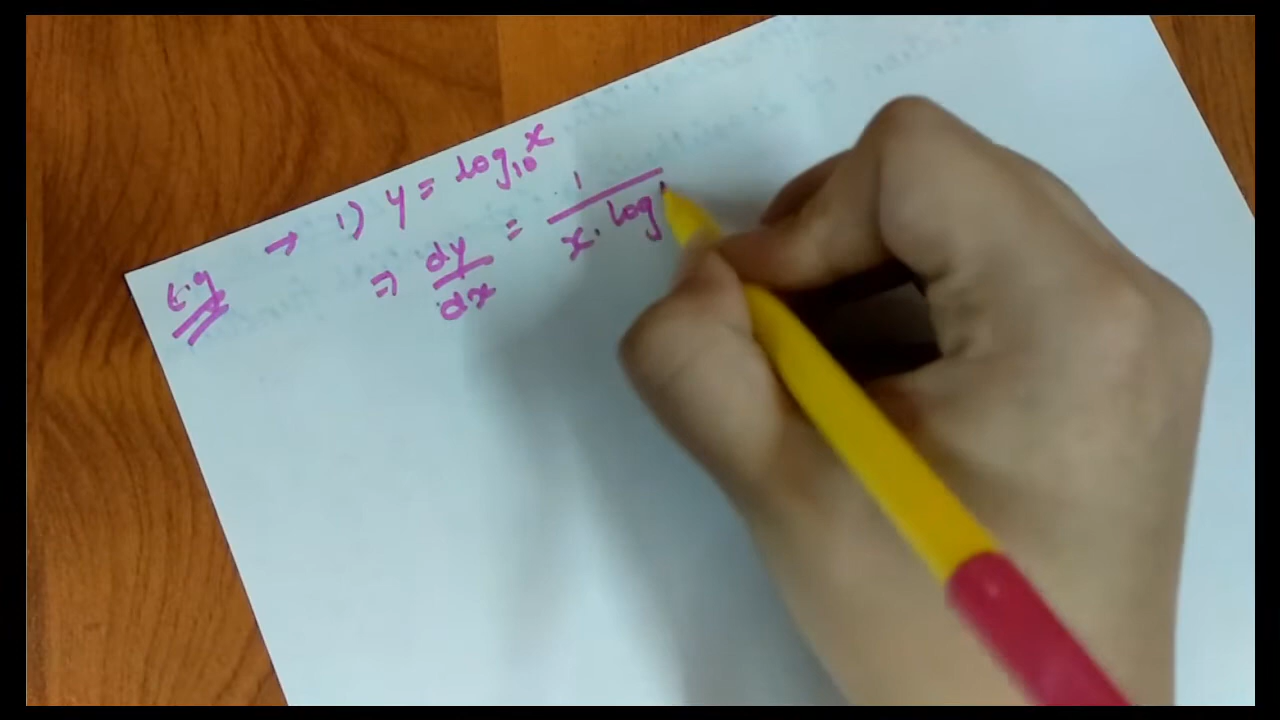 E.g → 1) y = log₁₀x
⇒ dy/dx = 1/x. log